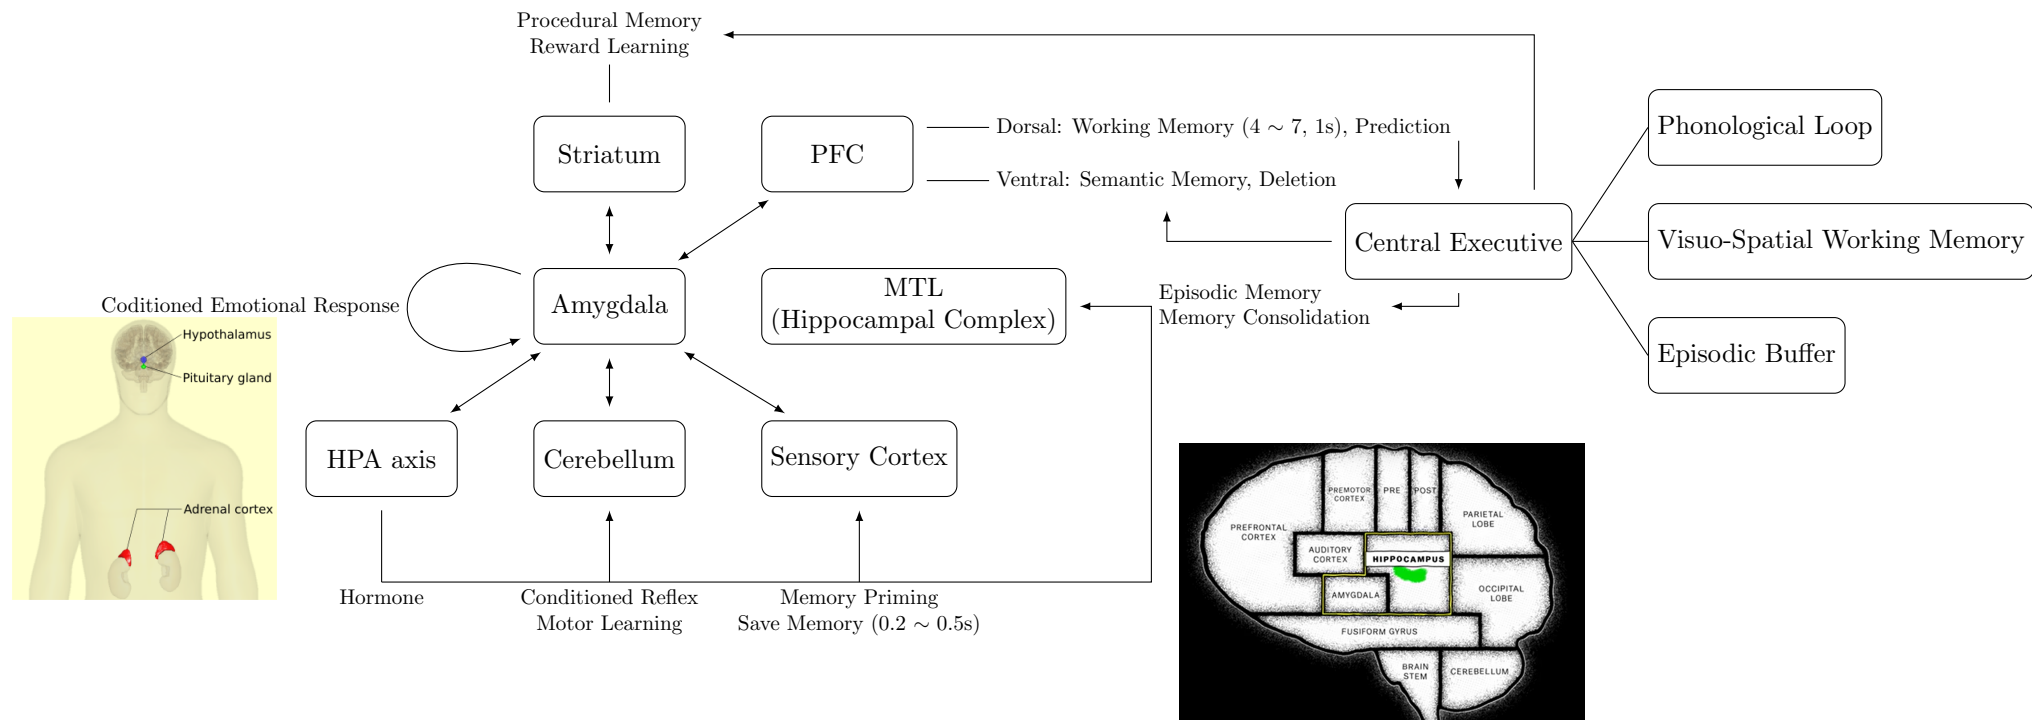 Procedural Memory
Reward Learning
Striatum
PFC
Dorsal: Working Memory (4 ∼ 7, 1s), Prediction
Ventral: Semantic Memory, Deletion
Phonological Loop
Central Executive
Visuo-Spatial Working Memory
Episodic Buffer
Coditioned Emotional Response
Amygdala
MTL
(Hippocampal Complex)
Episodic Memory
Memory Consolidation
Hypothalamus
Pituitary gland
Adrenal cortex
HPA axis
Cerebellum
Sensory Cortex
Hormone
Conditioned Reflex
Motor Learning
Memory Priming
Save Memory (0.2 ∼ 0.5s)
PREFRONTAL
CORTEX
PREMOTOR
CORTEX
PRE
POST
PARIETAL
LOBE
AUDITORY
CORTEX
HIPPOCAMPUS
AMYGDALA
OCCIPITAL
LOBE
FUSIFORM GYRUS
BRAIN
STEM
CEREBELLUM